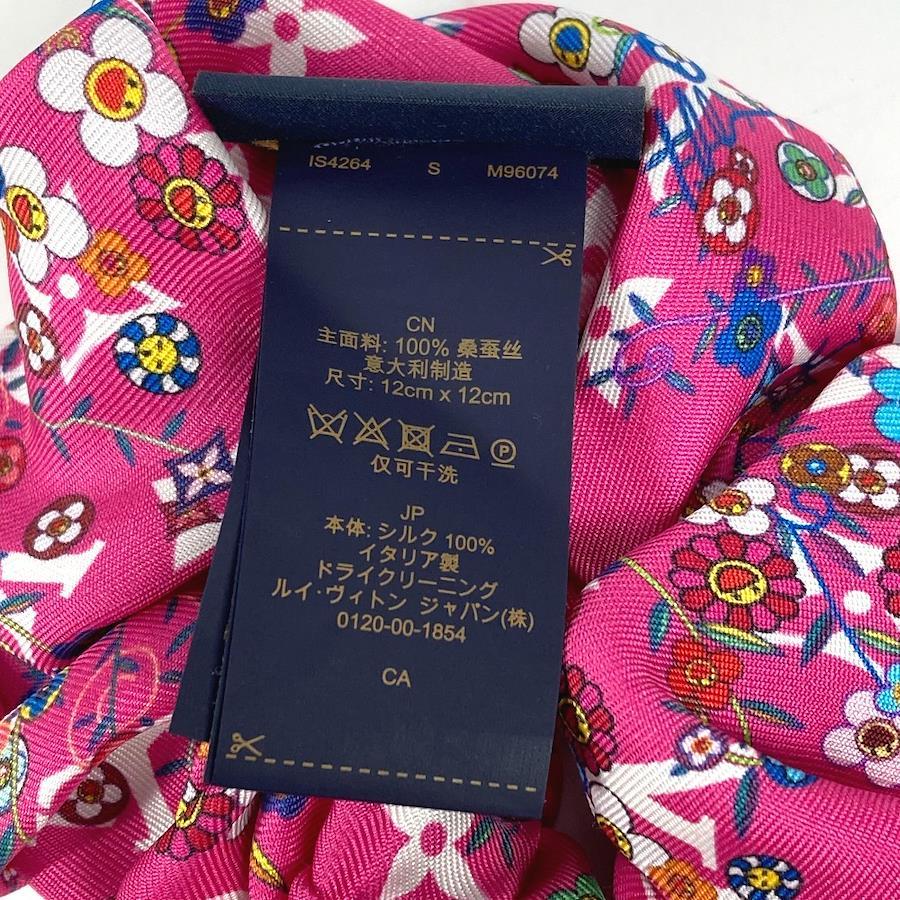 IS4264 S M96074
CN
主面料: 100% 桑蚕丝
意大利制造
尺寸: 12cm x 12cm
P
仅可干洗
JP
本体: シルク 100%
イタリア製
ドライクリーニング
ルイ·ヴィトン ジャパン(株)
0120-00-1854
CA